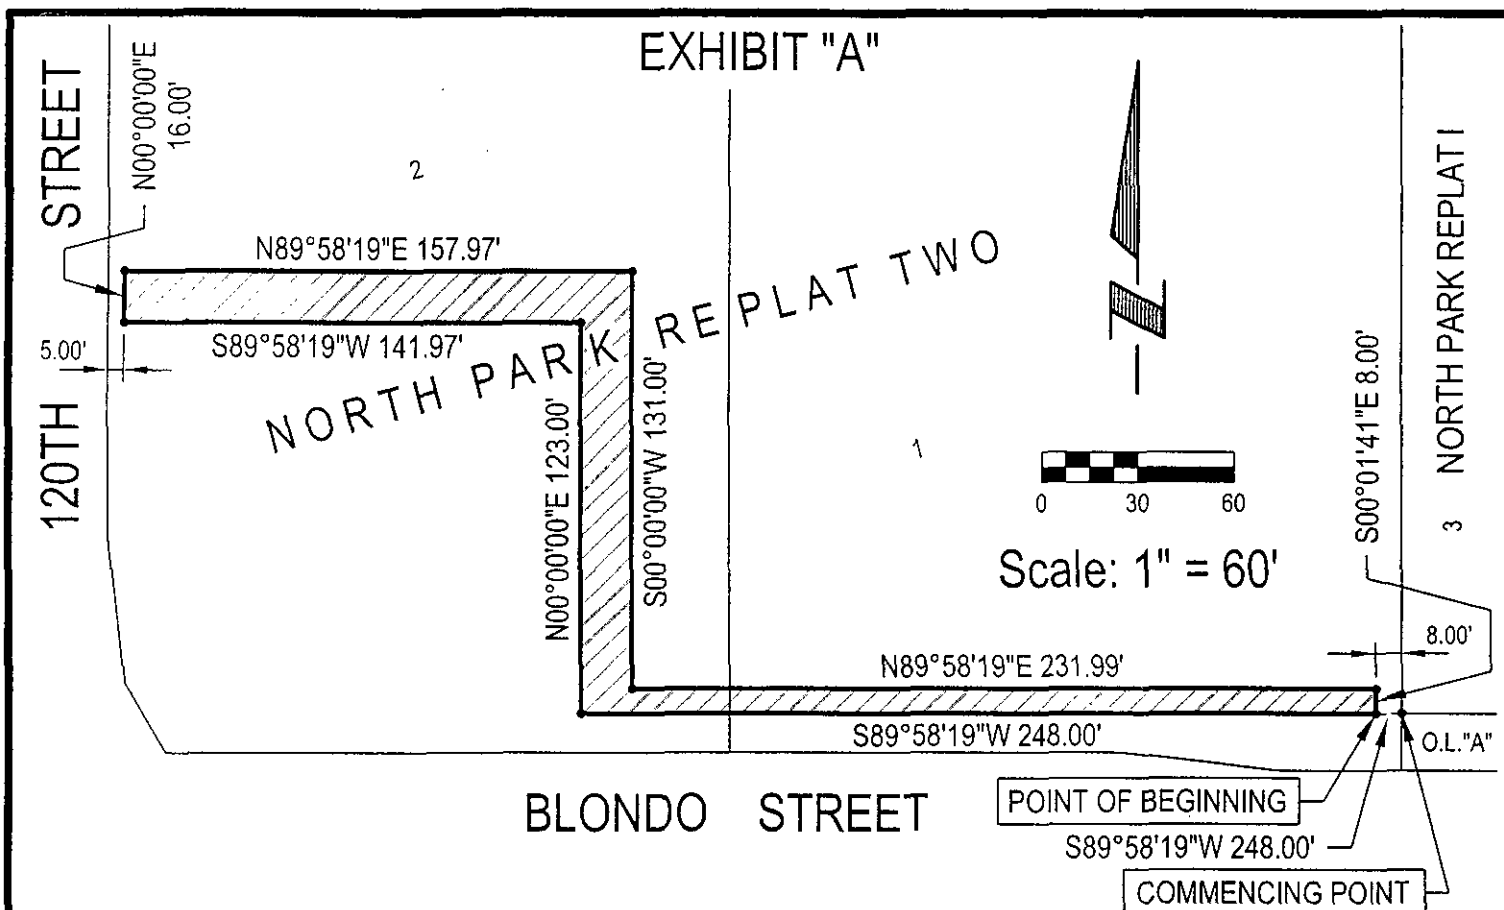 EXHIBIT "A"
120TH STREET
N00°00'00"E
16.00'
2
N89°58'19"E 157.97'
S89°58'19"W 141.97'
5.00'
NORTH PARK REPLAT TWO
N00°00'00"E 123.00'
S00°00'00"W 131.00'
1
0 30 60
Scale: 1" = 60'
S00°01'41"E 8.00'
3 NORTH PARK REPLAT I
8.00'
N89°58'19"E 231.99'
S89°58'19"W 248.00'
O.L."A"
BLONDO STREET
POINT OF BEGINNING
S89°58'19"W 248.00'
COMMENCING POINT